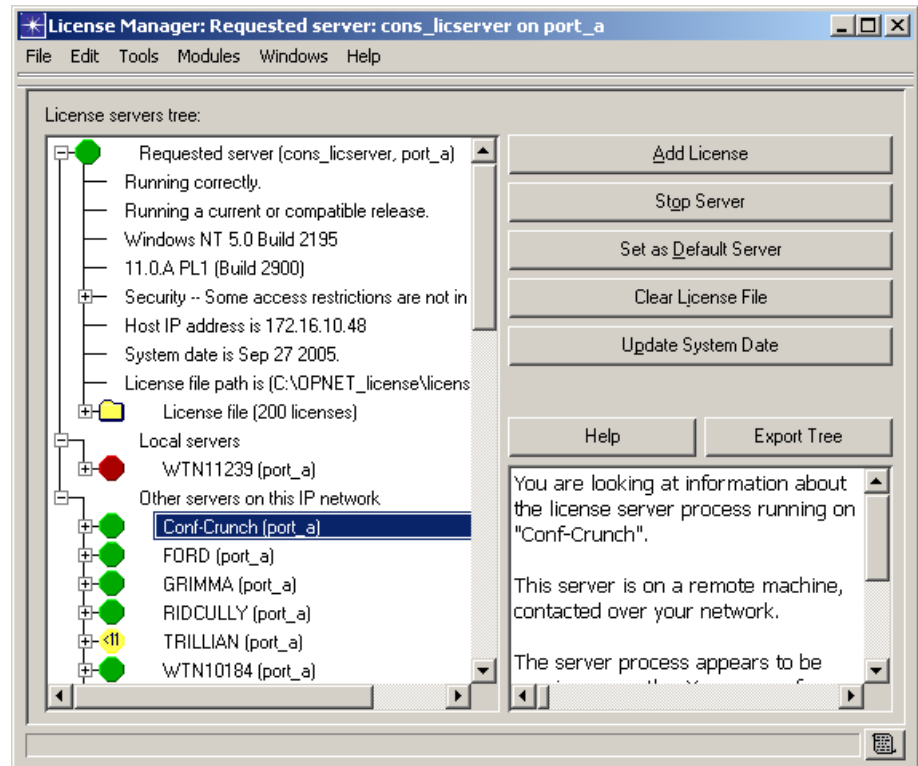 License Manager: Requested server: cons_licserver on port_a
File Edit Tools Modules Windows Help
License servers tree:
Requested server (cons_licserver, port_a)
Running correctly.
Running a current or compatible release.
Windows NT 5.0 Build 2195
11.0.A PL1 (Build 2900)
Security -- Some access restrictions are not in
Host IP address is 172.16.10.48
System date is Sep 27 2005.
License file path is (C:\OPNET_license\licens
License file (200 licenses)
Local servers
WTN11239 (port_a)
Other servers on this IP network
Conf-Crunch (port_a)
FORD (port_a)
GRIMMA (port_a)
RIDCULLY (port_a)
<11 TRILLIAN (port_a)
WTN10184 (port_a)
Add License
Stop Server
Set as Default Server
Clear License File
Update System Date
Help Export Tree
You are looking at information about
the license server process running on
"Conf-Crunch".
This server is on a remote machine,
contacted over your network.
The server process appears to be